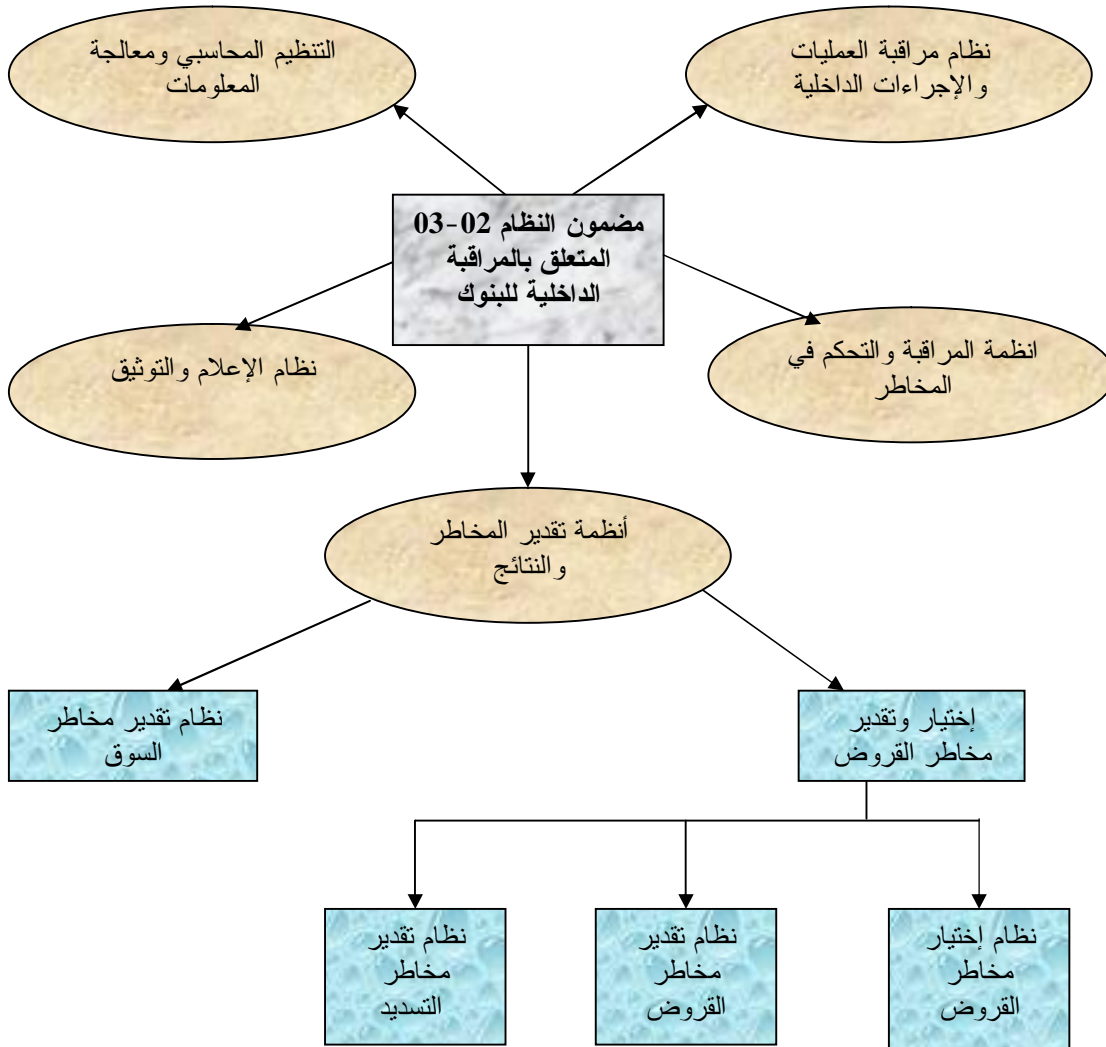 نظام مراقبة العمليات
والإجراءات الداخلية
التنظيم المحاسبي ومعالجة
المعلومات
مضمون النظام 02-03
المتعلق بالمراقبة
الداخلية للبنوك
انظمة المراقبة والتحكم في
المخاطر
نظام الإعلام والتوثيق
أنظمة تقدير المخاطر
والنتائج
إختيار وتقدير
مخاطر القروض
نظام تقدير مخاطر
السوق
نظام إختيار
مخاطر
القروض
نظام تقدير
مخاطر
القروض
نظام تقدير
مخاطر
التسديد